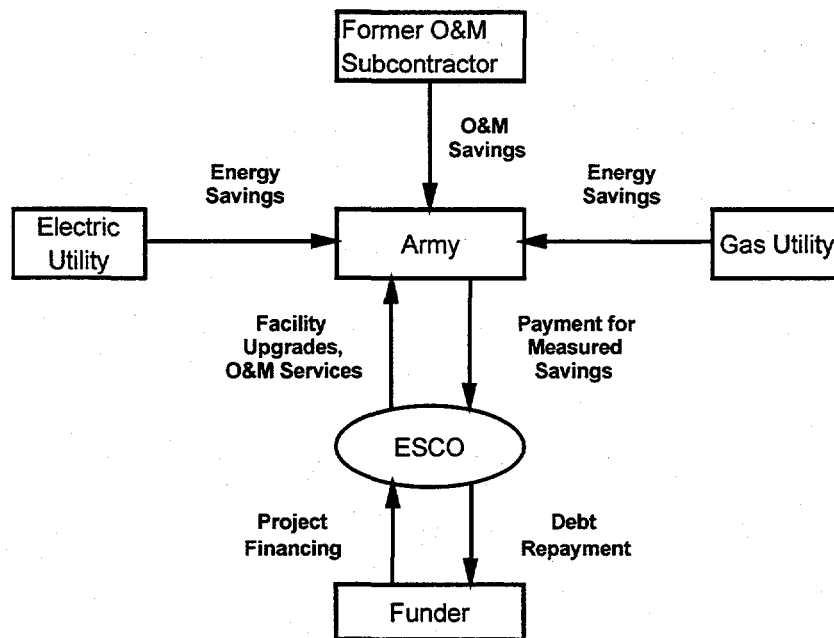 Former O&M
Subcontractor
O&M
Savings
Energy
Savings
Energy
Savings
Electric
Utility
Army
Gas Utility
Facility
Upgrades,
O&M Services
Payment for
Measured
Savings
ESCO
Project
Financing
Debt
Repayment
Funder